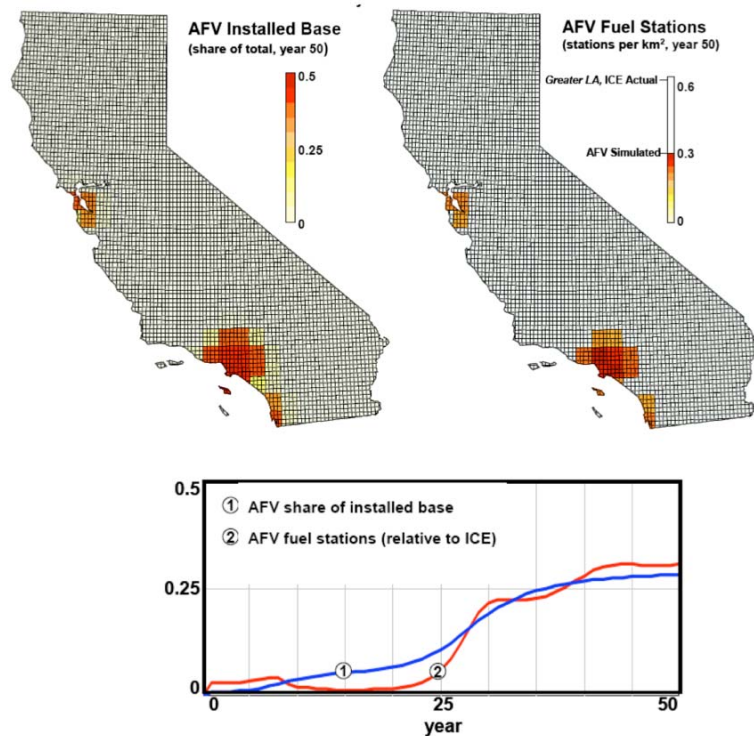 AFV Installed Base
(share of total, year 50)
0.5
0.25
0
AFV Fuel Stations
(stations per km², year 50)
Greater LA, ICE Actual
0.6
AFV Simulated
0.3
0
0.5
① AFV share of installed base
② AFV fuel stations (relative to ICE)
0.25
① ②
0
0 25 50
year